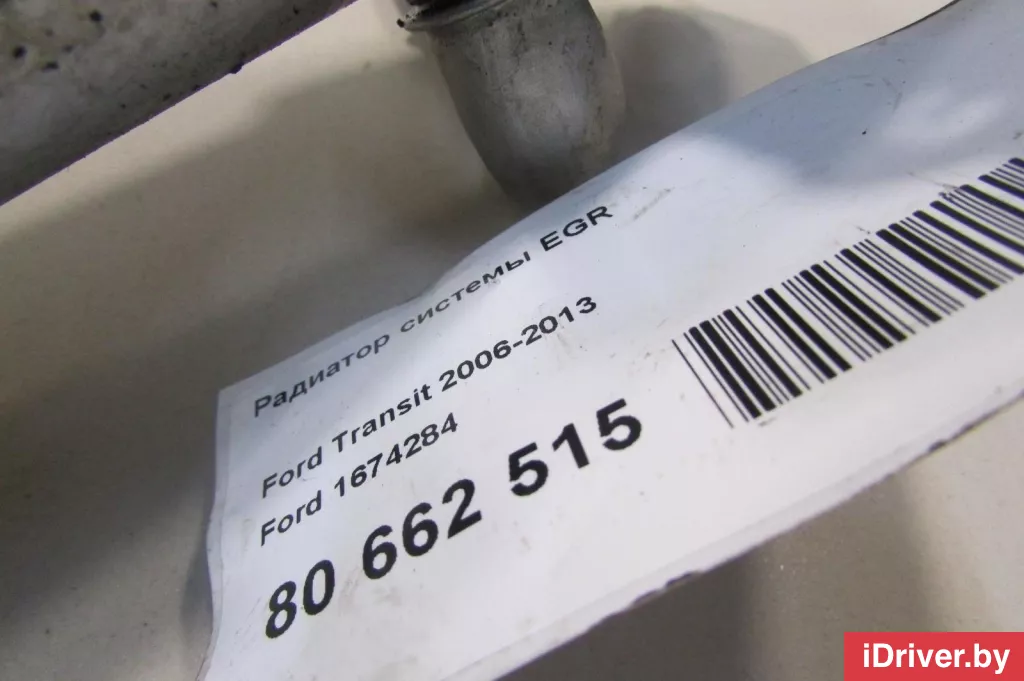 Радиатор системы EGR
Ford Transit 2006-2013
Ford 1674284
80 662 515
iDriver.by